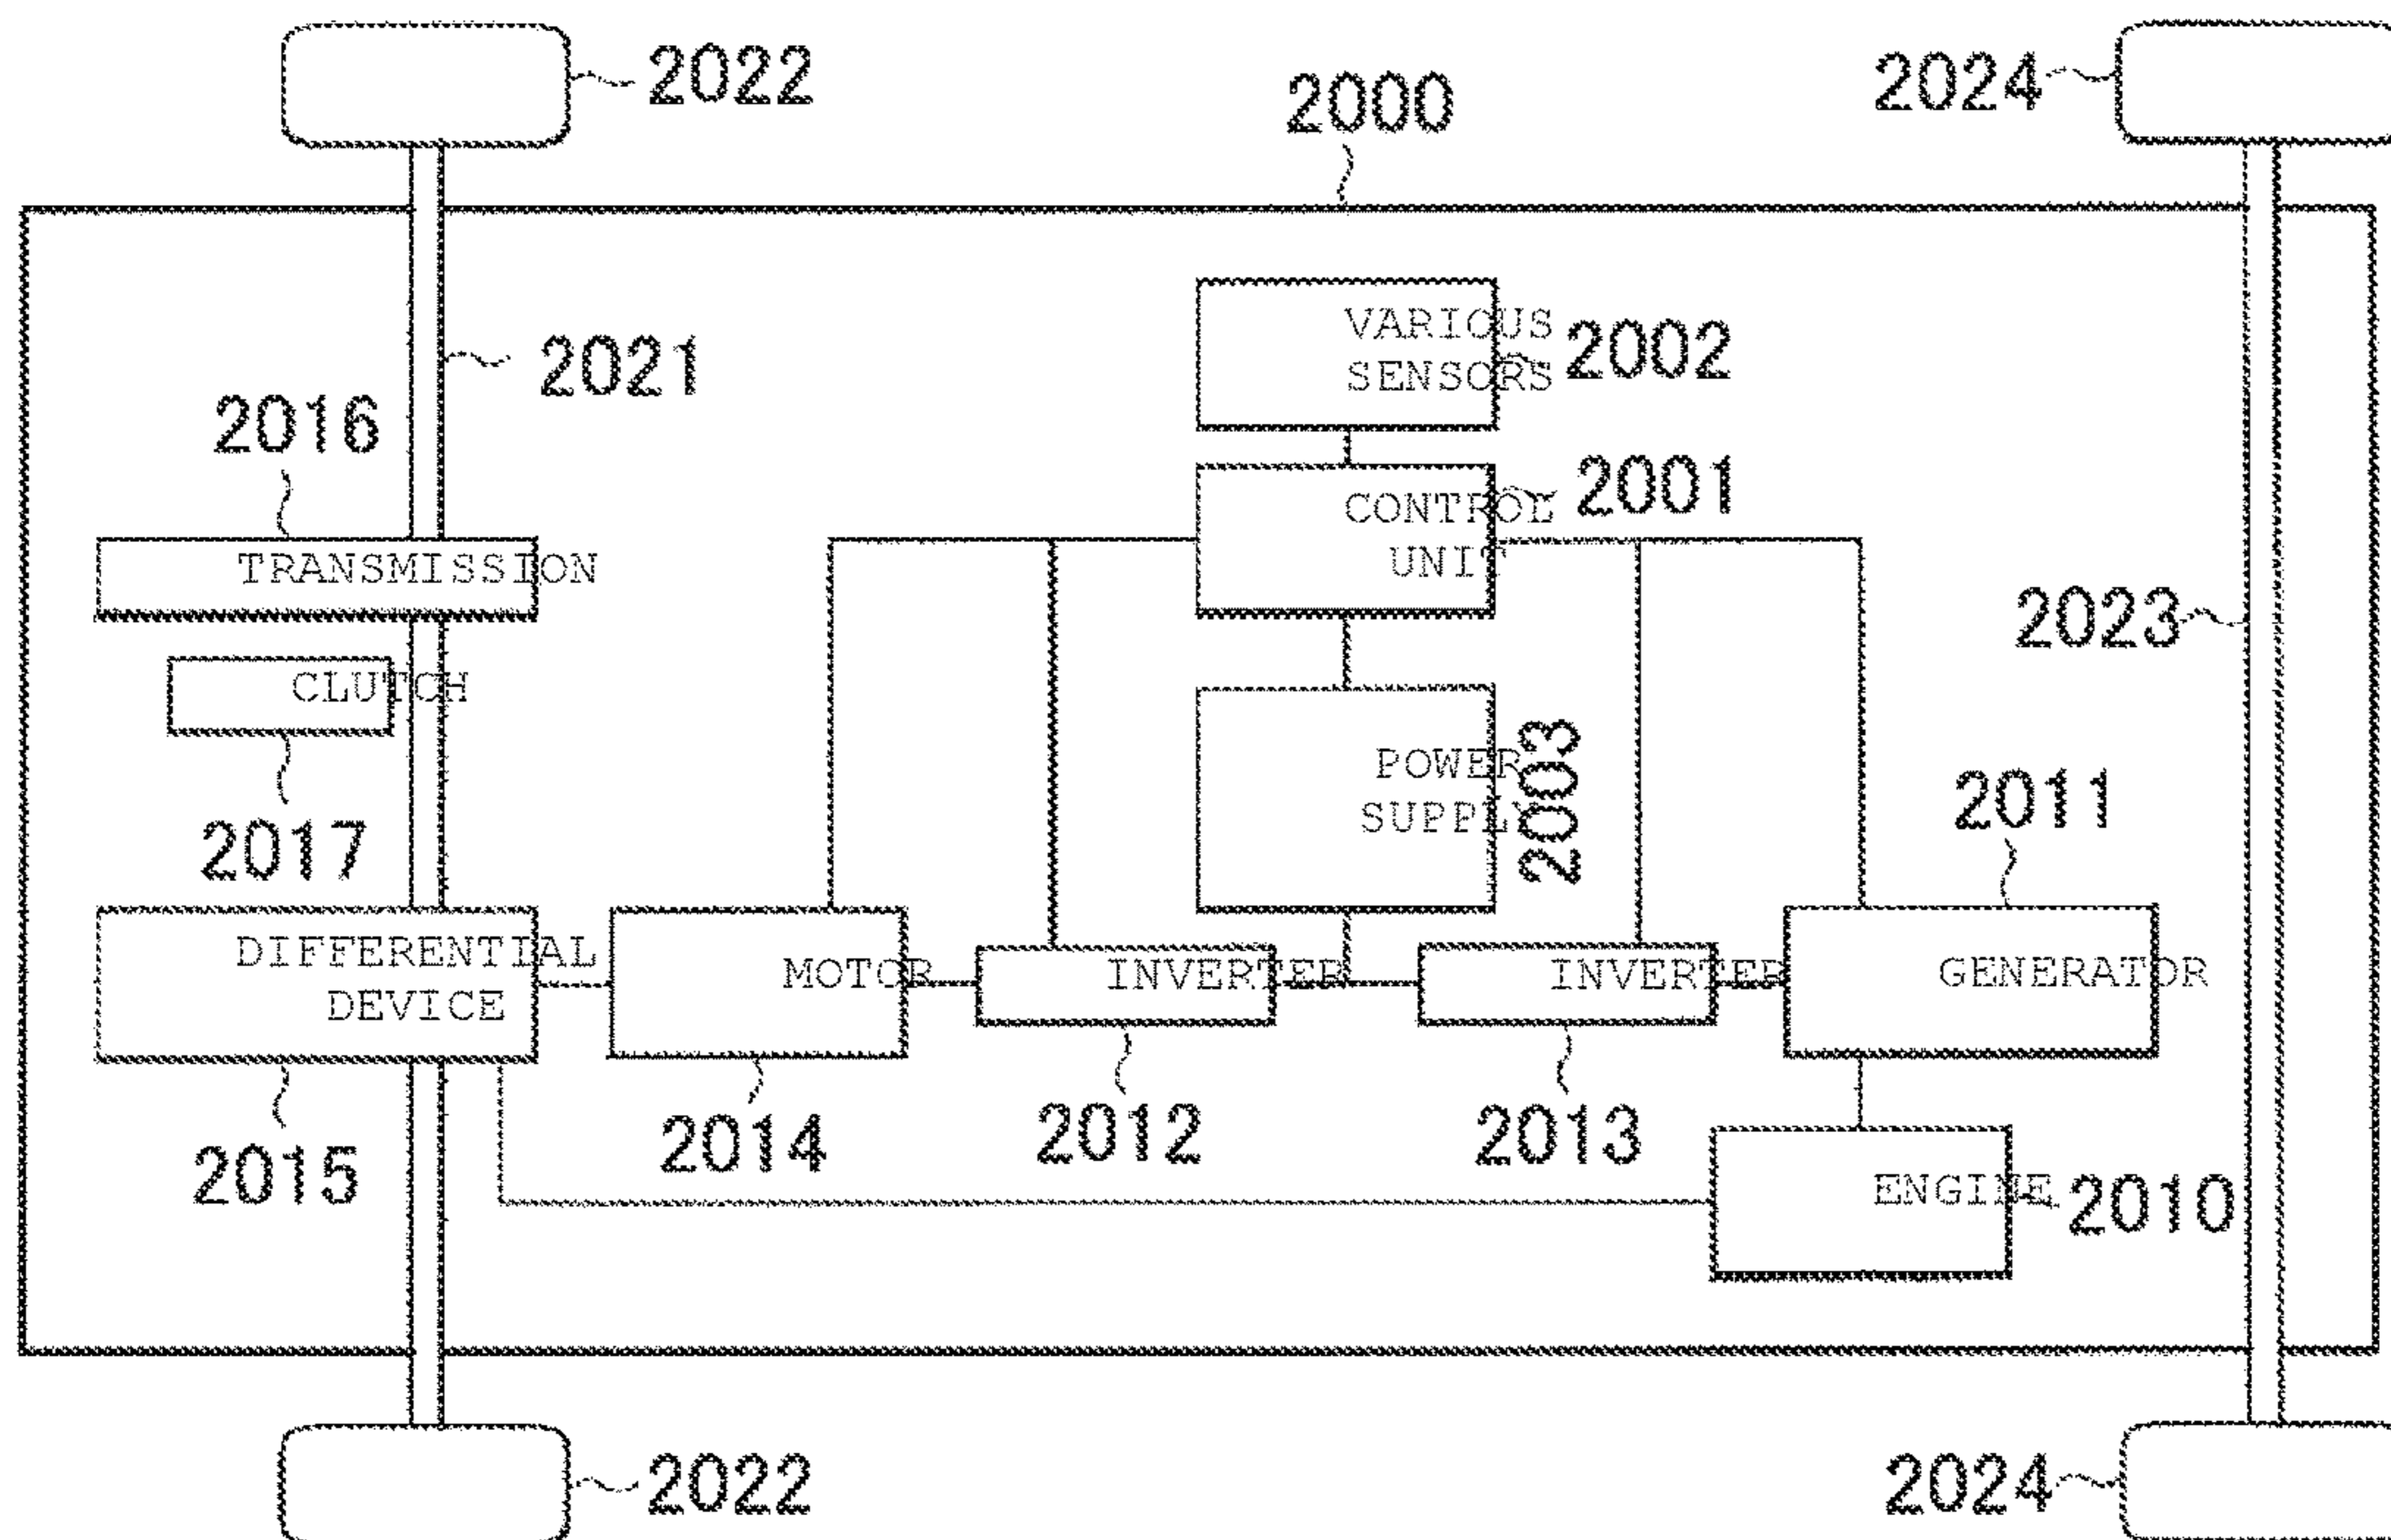 2022
2024
2000
VARIOUS
SENSORS
2002
2021
2016
CONTROL
UNIT
2001
TRANSMISSION
2023
CLUTCH
POWER
SUPPLY
2003
2011
2017
DIFFERENTIAL
DEVICE
MOTOR
INVERTER
INVERTER
GENERATOR
2015
2014
2012
2013
ENGINE
2010
2022
2024